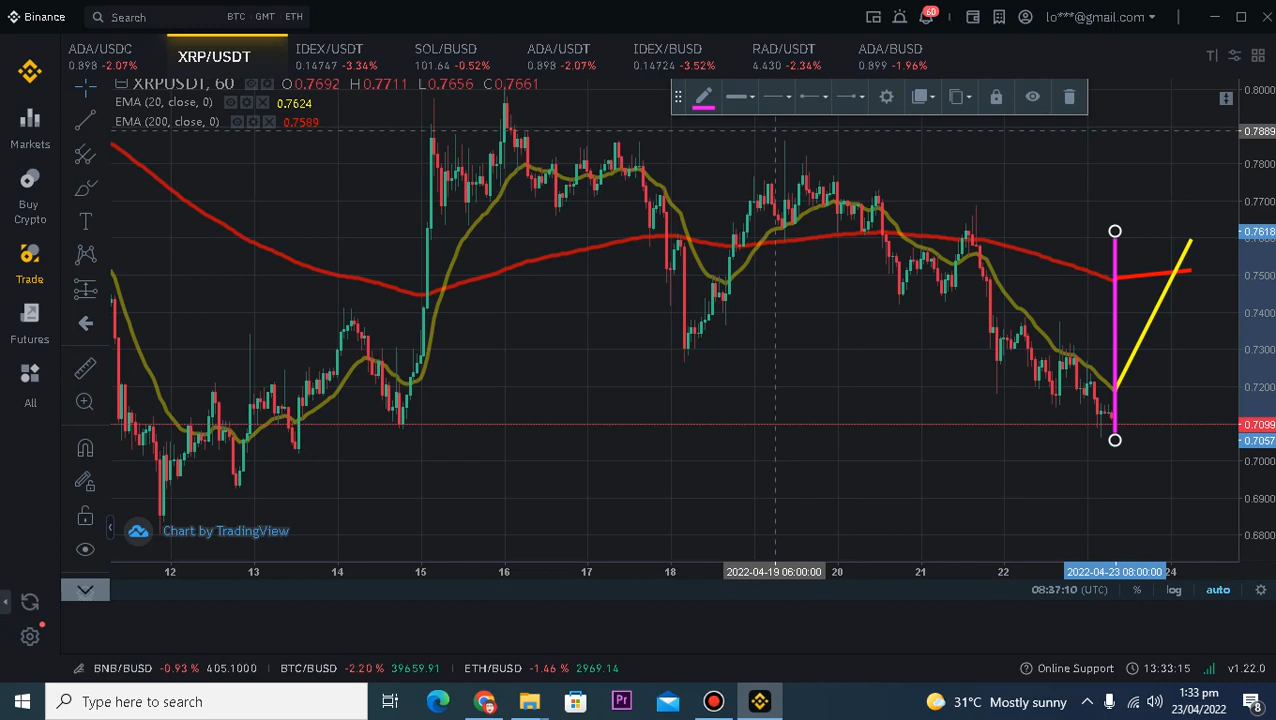 Binance
Search BTC GMT ETH
60
lo***@gmail.com
ADA/USDC
0.898 -2.07%
XRP/USDT
IDEX/USDT
0.14747 -3.34%
SOL/BUSD
101.64 -0.52%
ADA/USDT
0.898 -2.07%
IDEX/BUSD
0.14724 -3.52%
RAD/USDT
4.430 -2.34%
ADA/BUSD
0.899 -1.96%
XRPUSDT, 60 O0.7692 H0.7711 L0.7656 C0.7661
EMA (20, close, 0) 0.7624
EMA (200, close, 0) 0.7589
Markets
Buy
Crypto
Trade
Futures
All
0.8000
0.7889
0.7800
0.7700
0.7618
0.7500
0.7400
0.7300
0.7200
0.7099
0.7057
0.7000
0.6900
0.6800
Chart by TradingView
12 13 14 15 16 17 18 2022-04-19 06:00:00 20 21 22 2022-04-23 08:00:00 24
08:37:10 (UTC) % log auto
BNB/BUSD -0.93 % 405.1000 BTC/BUSD -2.20 % 39659.91 ETH/BUSD -1.46 % 2969.14
Online Support 13:33:15 v1.22.0
Type here to search
Pr
31°C Mostly sunny
1:33 pm
23/04/2022
8